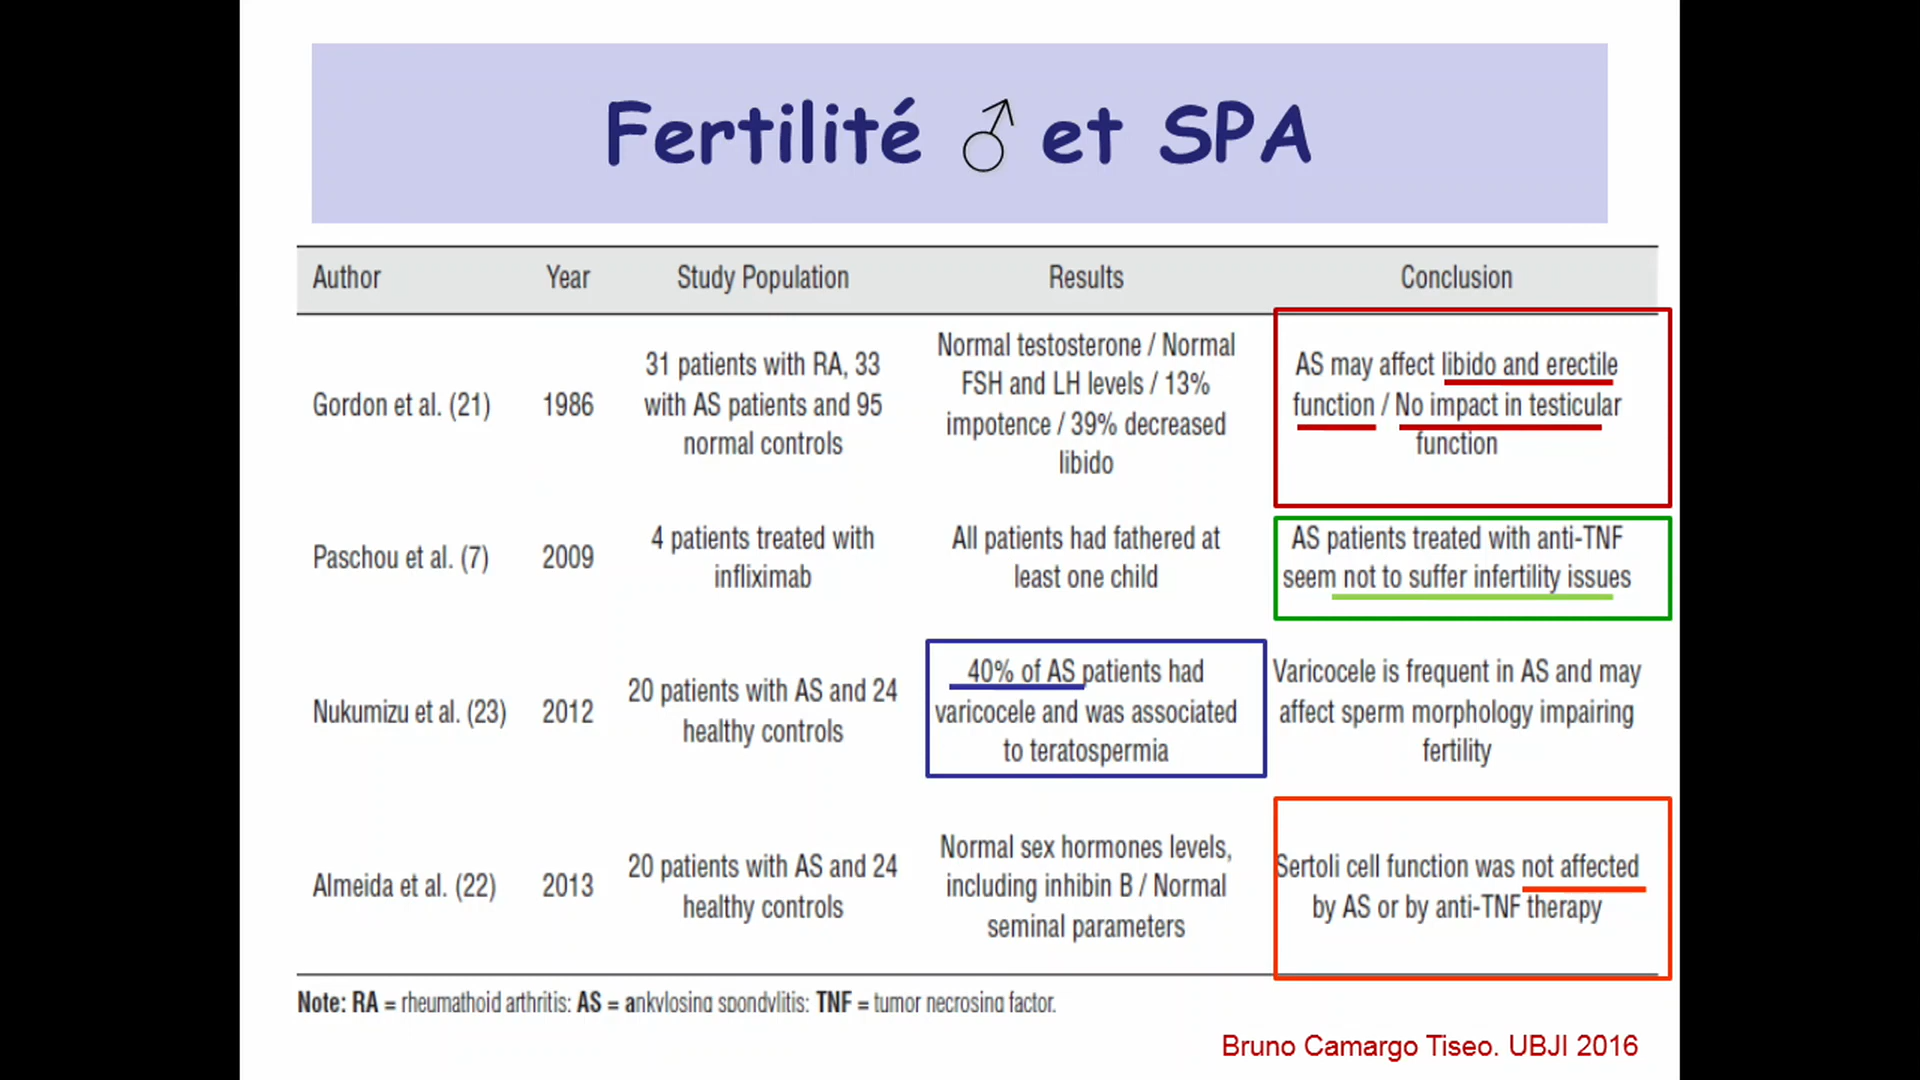 Fertilité ♂ et SPA
Author Year Study Population Results Conclusion
Gordon et al. (21)
1986
31 patients with RA, 33
with AS patients and 95
normal controls
Normal testosterone / Normal
FSH and LH levels / 13%
impotence / 39% decreased
libido
AS may affect libido and erectile
function / No impact in testicular
function
Paschou et al. (7)
2009
4 patients treated with
infliximab
All patients had fathered at
least one child
AS patients treated with anti-TNF
seem not to suffer infertility issues
Nukumizu et al. (23)
2012
20 patients with AS and 24
healthy controls
40% of AS patients had
varicocele and was associated
to teratospermia
Varicocele is frequent in AS and may
affect sperm morphology impairing
fertility
Almeida et al. (22)
2013
20 patients with AS and 24
healthy controls
Normal sex hormones levels,
including inhibin B / Normal
seminal parameters
Sertoli cell function was not affected
by AS or by anti-TNF therapy
Note: RA = rheumathoid arthritis; AS = ankylosing spondylitis; TNF = tumor necrosing factor.
Bruno Camargo Tiseo. UBJI 2016